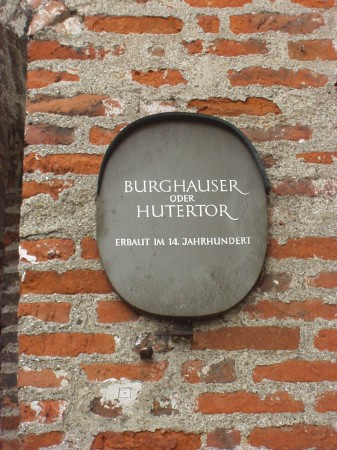 BURGHAUSER
ODER
HUTERTOR
ERBAUT IM 14. JAHRHUNDERT